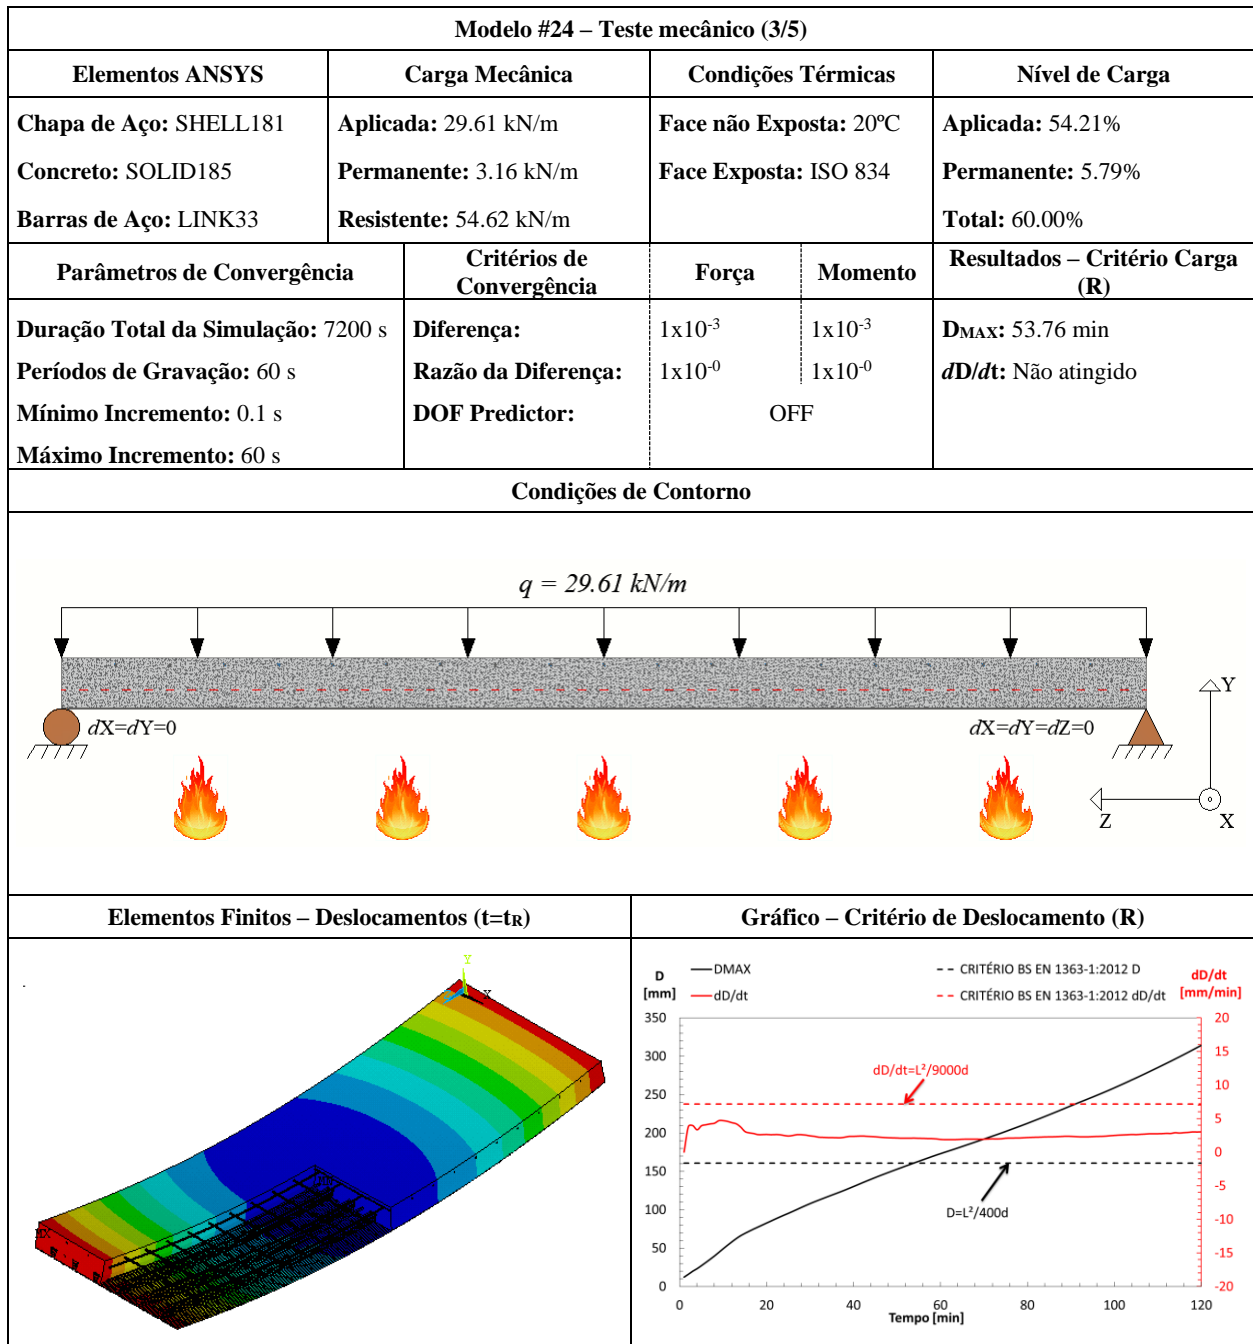 Modelo #24 – Teste mecânico (3/5)
Elementos ANSYS
Carga Mecânica
Condições Térmicas
Nível de Carga
Chapa de Aço: SHELL181
Concreto: SOLID185
Barras de Aço: LINK33
Aplicada: 29.61 kN/m
Permanente: 3.16 kN/m
Resistente: 54.62 kN/m
Face não Exposta: 20ºC
Face Exposta: ISO 834
Aplicada: 54.21%
Permanente: 5.79%
Total: 60.00%
Parâmetros de Convergência
Critérios de
Convergência
Força
Momento
Resultados – Critério Carga
(R)
Duração Total da Simulação: 7200 s
Períodos de Gravação: 60 s
Mínimo Incremento: 0.1 s
Máximo Incremento: 60 s
Diferença: 1x10⁻³ 1x10⁻³
Razão da Diferença: 1x10⁻⁰ 1x10⁻⁰
DOF Predictor: OFF
DMAX: 53.76 min
dD/dt: Não atingido
Condições de Contorno
q = 29.61 kN/m
dX=dY=0
dX=dY=dZ=0
Y
Z
X
Elementos Finitos – Deslocamentos (t=tR)
Gráfico – Critério de Deslocamento (R)
Y
X
MX
D
[mm]
DMAX
dD/dt
CRITÉRIO BS EN 1363-1:2012 D
CRITÉRIO BS EN 1363-1:2012 dD/dt
dD/dt
[mm/min]
350
300
250
200
150
100
50
0
20
15
10
5
0
-5
-10
-15
-20
dD/dt=L²/9000d
D=L²/400d
0 20 40 60 80 100 120
Tempo [min]